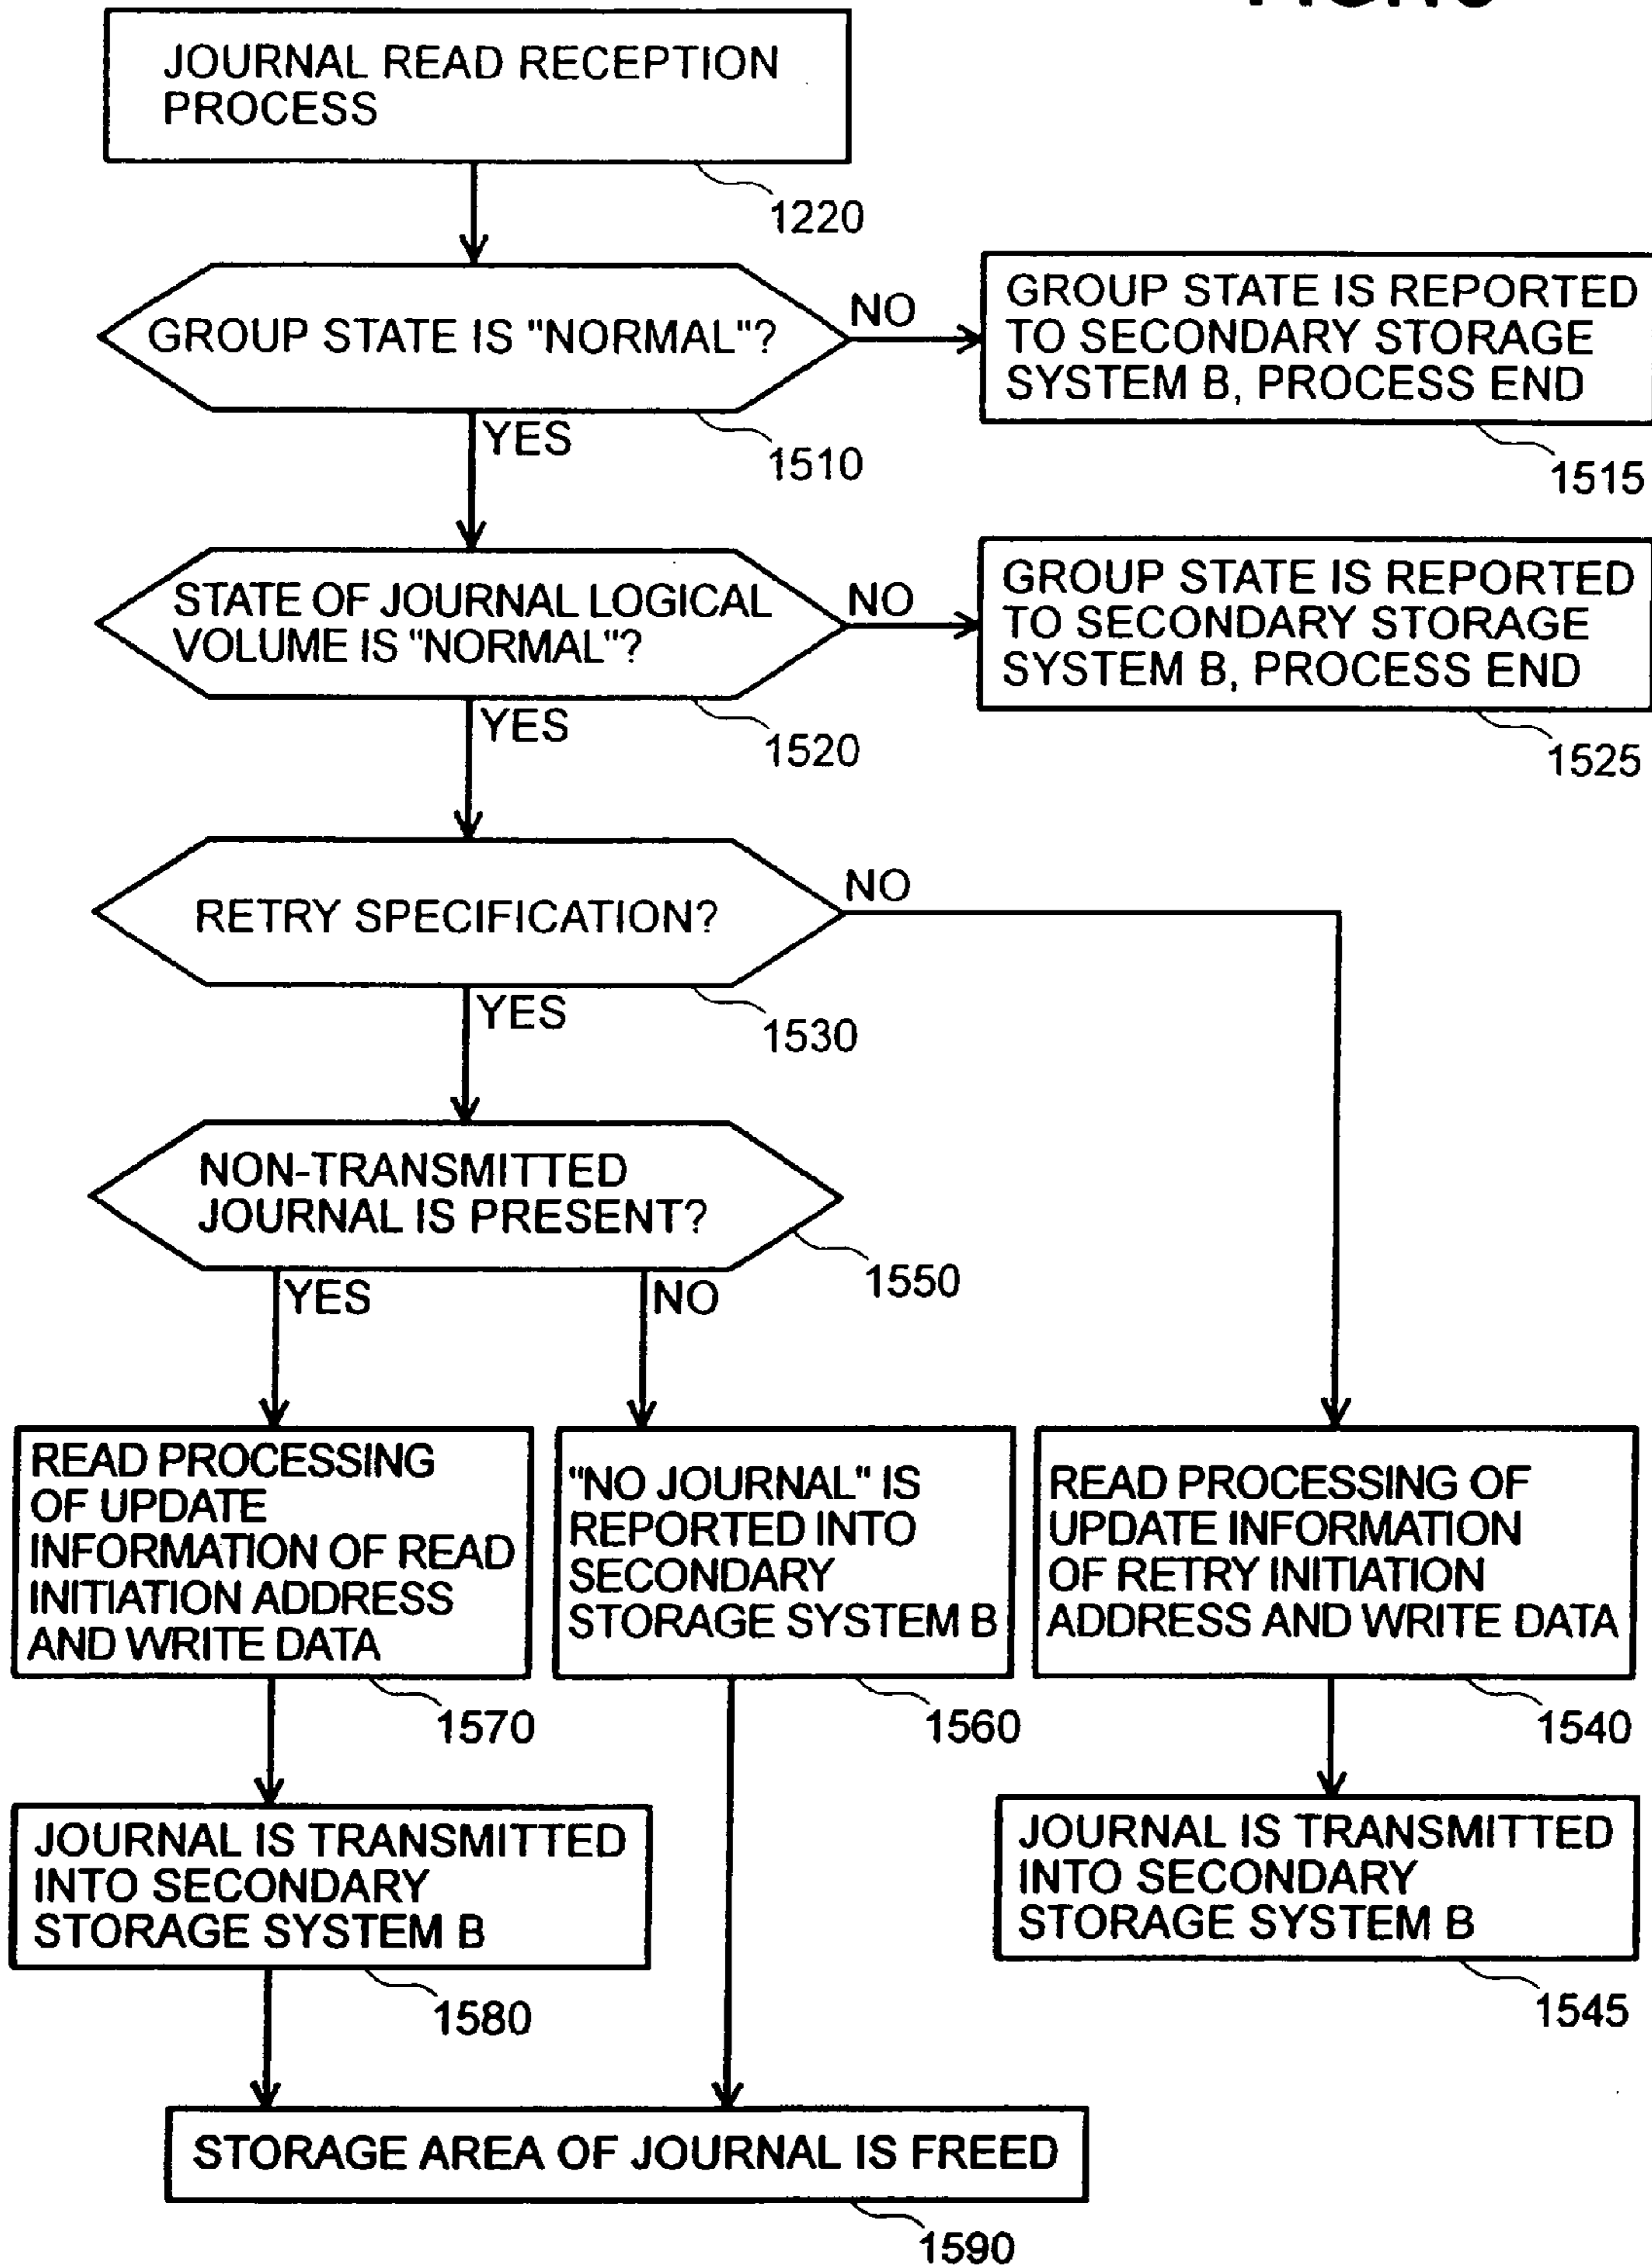 JOURNAL READ RECEPTION
PROCESS
1220
GROUP STATE IS "NORMAL"?
NO
GROUP STATE IS REPORTED
TO SECONDARY STORAGE
SYSTEM B, PROCESS END
YES
1510
1515
STATE OF JOURNAL LOGICAL
VOLUME IS "NORMAL"?
NO
GROUP STATE IS REPORTED
TO SECONDARY STORAGE
SYSTEM B, PROCESS END
YES
1520
1525
RETRY SPECIFICATION?
NO
YES
1530
NON-TRANSMITTED
JOURNAL IS PRESENT?
1550
YES
NO
READ PROCESSING
OF UPDATE
INFORMATION OF READ
INITIATION ADDRESS
AND WRITE DATA
1570
"NO JOURNAL" IS
REPORTED INTO
SECONDARY
STORAGE SYSTEM B
1560
READ PROCESSING OF
UPDATE INFORMATION
OF RETRY INITIATION
ADDRESS AND WRITE DATA
1540
JOURNAL IS TRANSMITTED
INTO SECONDARY
STORAGE SYSTEM B
1580
JOURNAL IS TRANSMITTED
INTO SECONDARY
STORAGE SYSTEM B
1545
STORAGE AREA OF JOURNAL IS FREED
1590